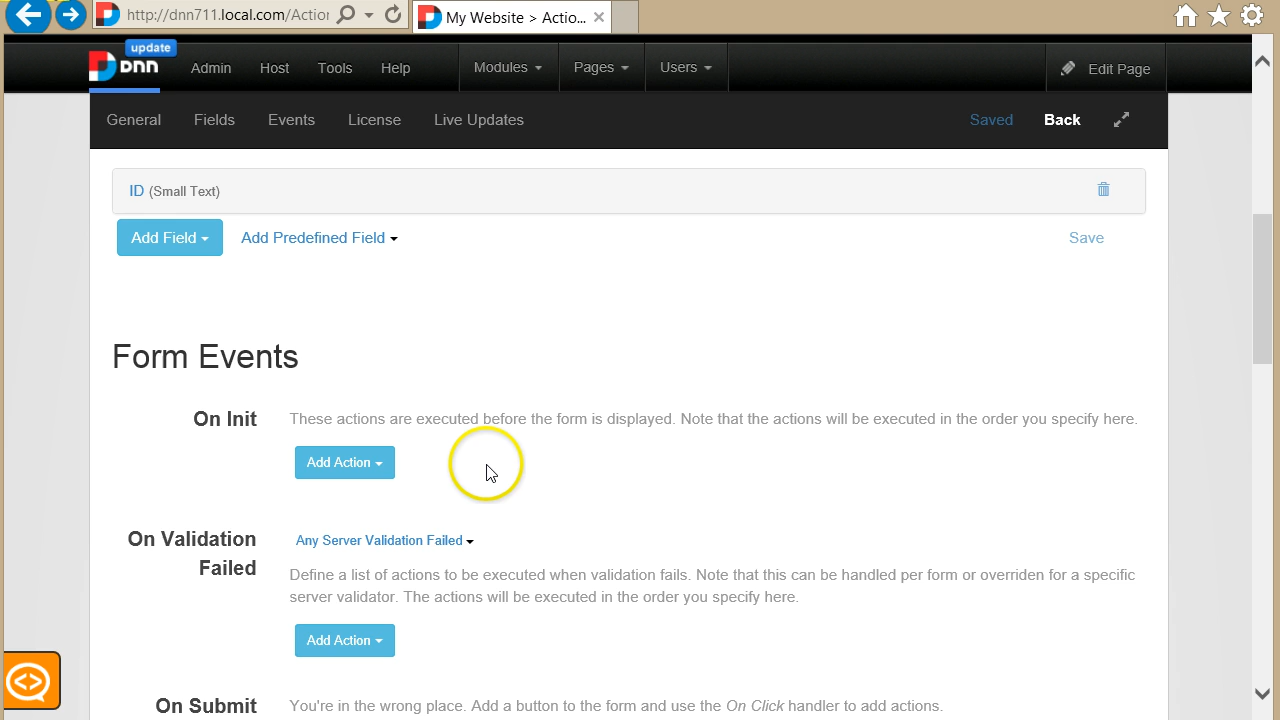 http://dnn711.local.com/Action
My Website > Actio...
update
DNN
Admin
Host
Tools
Help
Modules
Pages
Users
Edit Page
General
Fields
Events
License
Live Updates
Saved
Back
ID (Small Text)
Add Field
Add Predefined Field
Save
Form Events
On Init
These actions are executed before the form is displayed. Note that the actions will be executed in the order you specify here.
Add Action
On Validation
Failed
Any Server Validation Failed
Define a list of actions to be executed when validation fails. Note that this can be handled per form or overriden for a specific
server validator. The actions will be executed in the order you specify here.
Add Action
On Submit
You're in the wrong place. Add a button to the form and use the On Click handler to add actions.